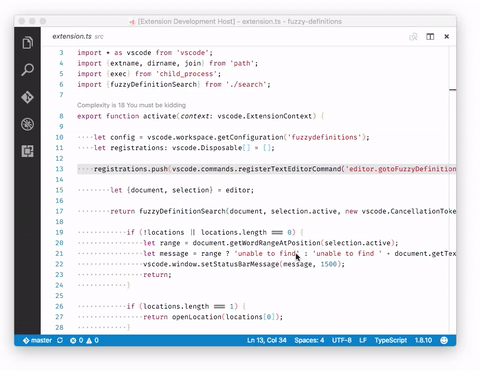 [Extension Development Host] - extension.ts - fuzzy-definitions
extension.ts src
3 import * as vscode from 'vscode';
4 import {extname, dirname, join} from 'path';
5 import {exec} from 'child_process';
6 import {fuzzyDefinitionSearch} from './search';
7
Complexity is 18 You must be kidding
8 export function activate(context: vscode.ExtensionContext) {
9
10 ····let config = vscode.workspace.getConfiguration('fuzzydefinitions');
11 ····let registrations: vscode.Disposable[] = [];
12
13 ····registrations.push(vscode.commands.registerTextEditorCommand('editor.gotoFuzzyDefinition
14
15 ········let {document, selection} = editor;
16
17 ········return fuzzyDefinitionSearch(document, selection.active, new vscode.CancellationToke
18
19 ············if (!locations || locations.length === 0) {
20 ················let range = document.getWordRangeAtPosition(selection.active);
21 ················let message = range ? 'unable to find' : 'unable to find ' + document.getTex
22 ················vscode.window.setStatusBarMessage(message, 1500);
23 ················return;
24 ············}
25
26 ············if (locations.length === 1) {
27 ················return openLocation(locations[0]);
28 ············}
master 0 0 Ln 13, Col 34 Spaces: 4 UTF-8 LF TypeScript 1.8.10